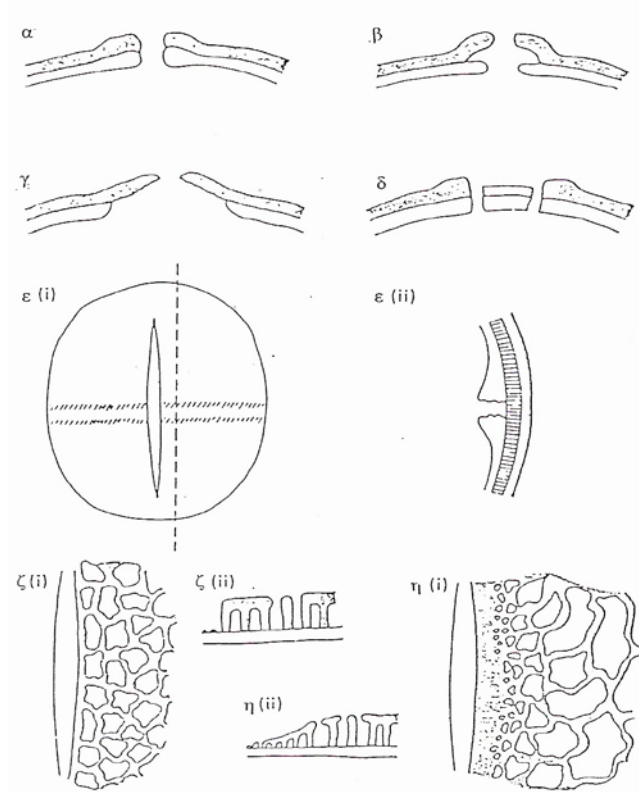 α
β
γ
δ
ε (i)
ε (ii)
ζ (i)
ζ (ii)
η (i)
η (ii)